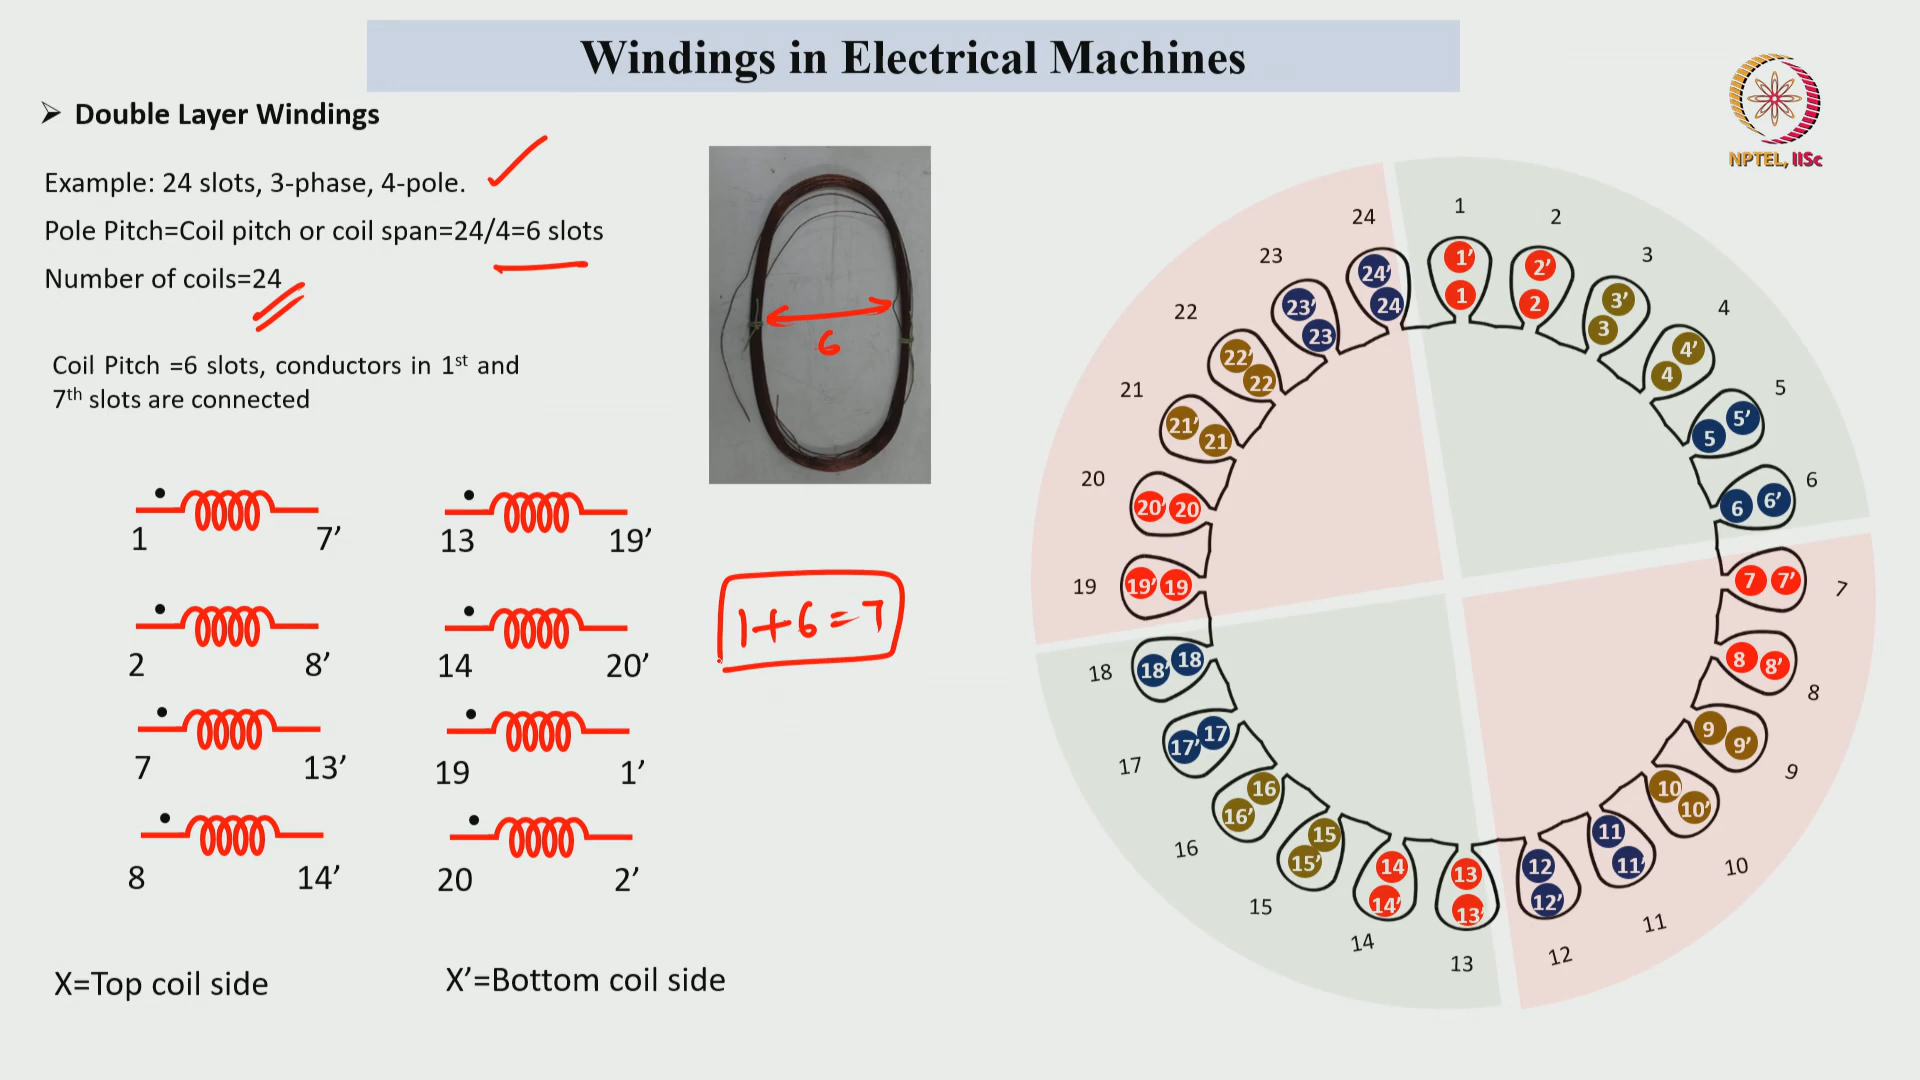 Windings in Electrical Machines
NPTEL, IISc
➢ Double Layer Windings
Example: 24 slots, 3-phase, 4-pole.
Pole Pitch=Coil pitch or coil span=24/4=6 slots
Number of coils=24
Coil Pitch =6 slots, conductors in 1st and
7th slots are connected
6
1 7′ 13 19′
2 8′ 14 20′
7 13′ 19 1′
8 14′ 20 2′
1+6=7
X=Top coil side X′=Bottom coil side
1 1′ 1
2 2′ 2
3 3′ 3
4 4′ 4
5 5′ 5
6 6′ 6
7 7′ 7
8 8′ 8
9 9′ 9
10 10′ 10
11 11′ 11
12 12′ 12
13 13′ 13
14 14′ 14
15 15′ 15
16 16′ 16
17 17′ 17
18 18′ 18
19 19′ 19
20 20′ 20
21 21′ 21
22 22′ 22
23 23′ 23
24 24′ 24